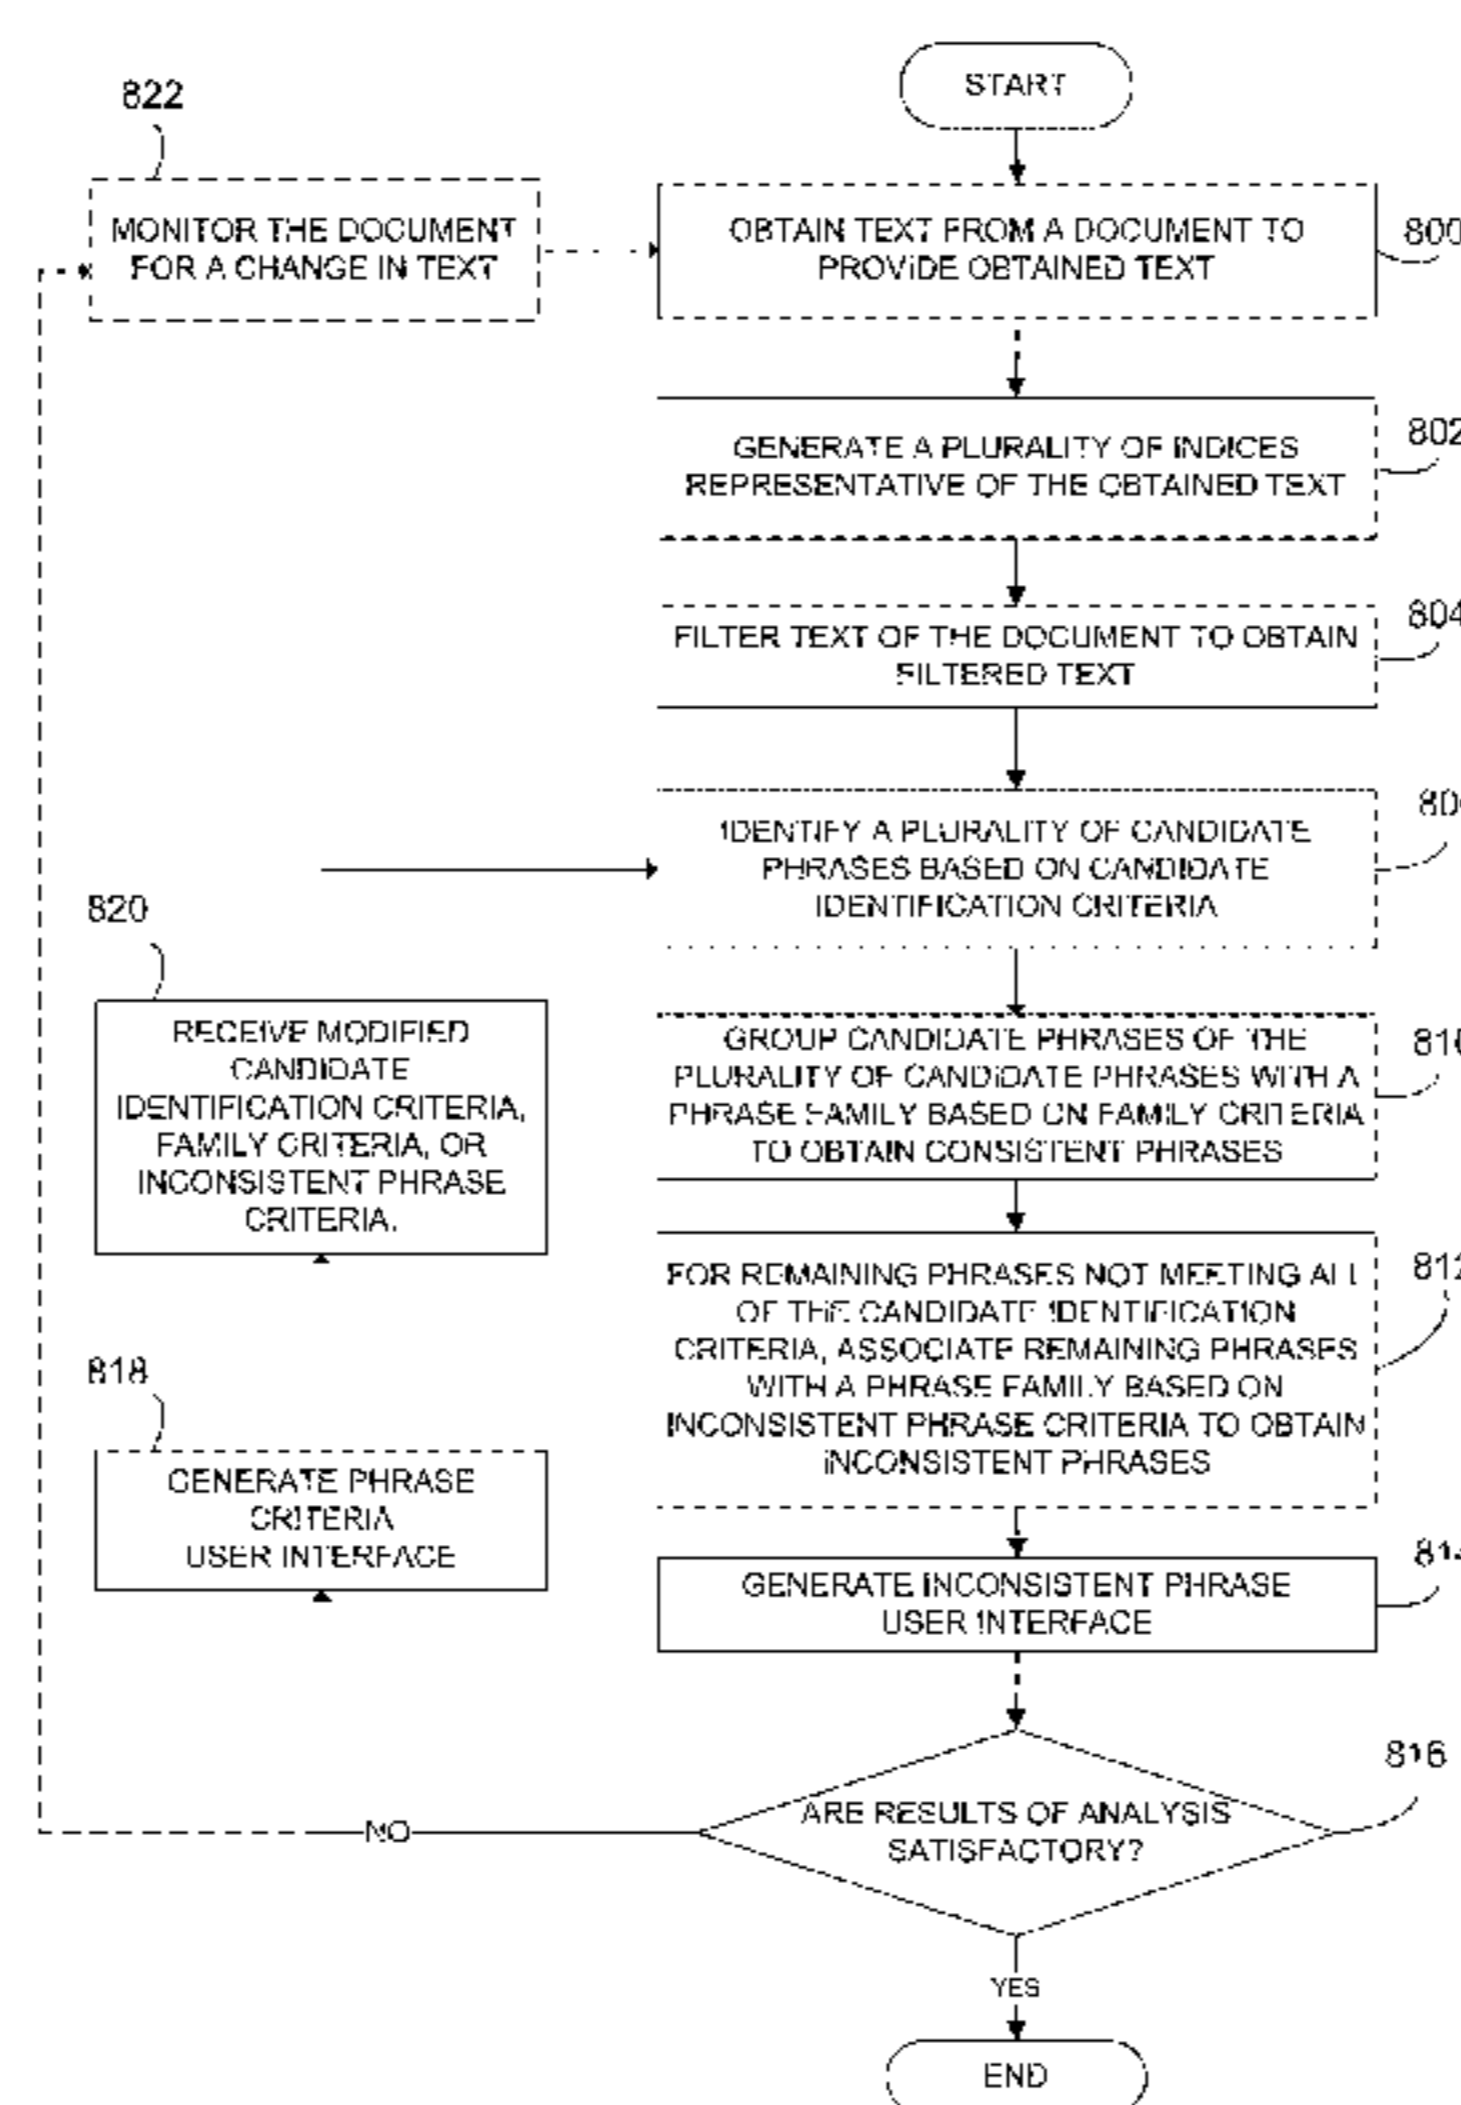 START
822
MONITOR THE DOCUMENT
FOR A CHANGE IN TEXT
OBTAIN TEXT FROM A DOCUMENT TO
PROVIDE OBTAINED TEXT
800
GENERATE A PLURALITY OF INDICES
REPRESENTATIVE OF THE OBTAINED TEXT
802
FILTER TEXT OF THE DOCUMENT TO OBTAIN
FILTERED TEXT
804
IDENTIFY A PLURALITY OF CANDIDATE
PHRASES BASED ON CANDIDATE
IDENTIFICATION CRITERIA
820
RECEIVE MODIFIED
CANDIDATE
IDENTIFICATION CRITERIA,
FAMILY CRITERIA, OR
INCONSISTENT PHRASE
CRITERIA.
GROUP CANDIDATE PHRASES OF THE
PLURALITY OF CANDIDATE PHRASES WITH A
PHRASE FAMILY BASED ON FAMILY CRITERIA
TO OBTAIN CONSISTENT PHRASES
810
FOR REMAINING PHRASES NOT MEETING ALL
OF THE CANDIDATE IDENTIFICATION
CRITERIA, ASSOCIATE REMAINING PHRASES
WITH A PHRASE FAMILY BASED ON
INCONSISTENT PHRASE CRITERIA TO OBTAIN
INCONSISTENT PHRASES
812
818
GENERATE PHRASE
CRITERIA
USER INTERFACE
GENERATE INCONSISTENT PHRASE
USER INTERFACE
814
816
ARE RESULTS OF ANALYSIS
SATISFACTORY?
NO
YES
END